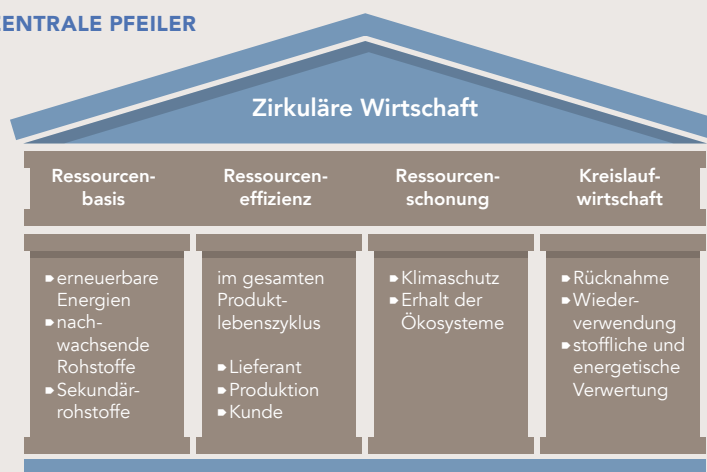 ZENTRALE PFEILER
Zirkuläre Wirtschaft
Ressourcen-
basis
Ressourcen-
effizienz
Ressourcen-
schonung
Kreislauf-
wirtschaft
erneuerbare
Energien
nach-
wachsende
Rohstoffe
Sekundär-
rohstoffe
im gesamten
Produkt-
lebenszyklus
Lieferant
Produktion
Kunde
Klimaschutz
Erhalt der
Ökosysteme
Rücknahme
Wieder-
verwendung
stoffliche und
energetische
Verwertung